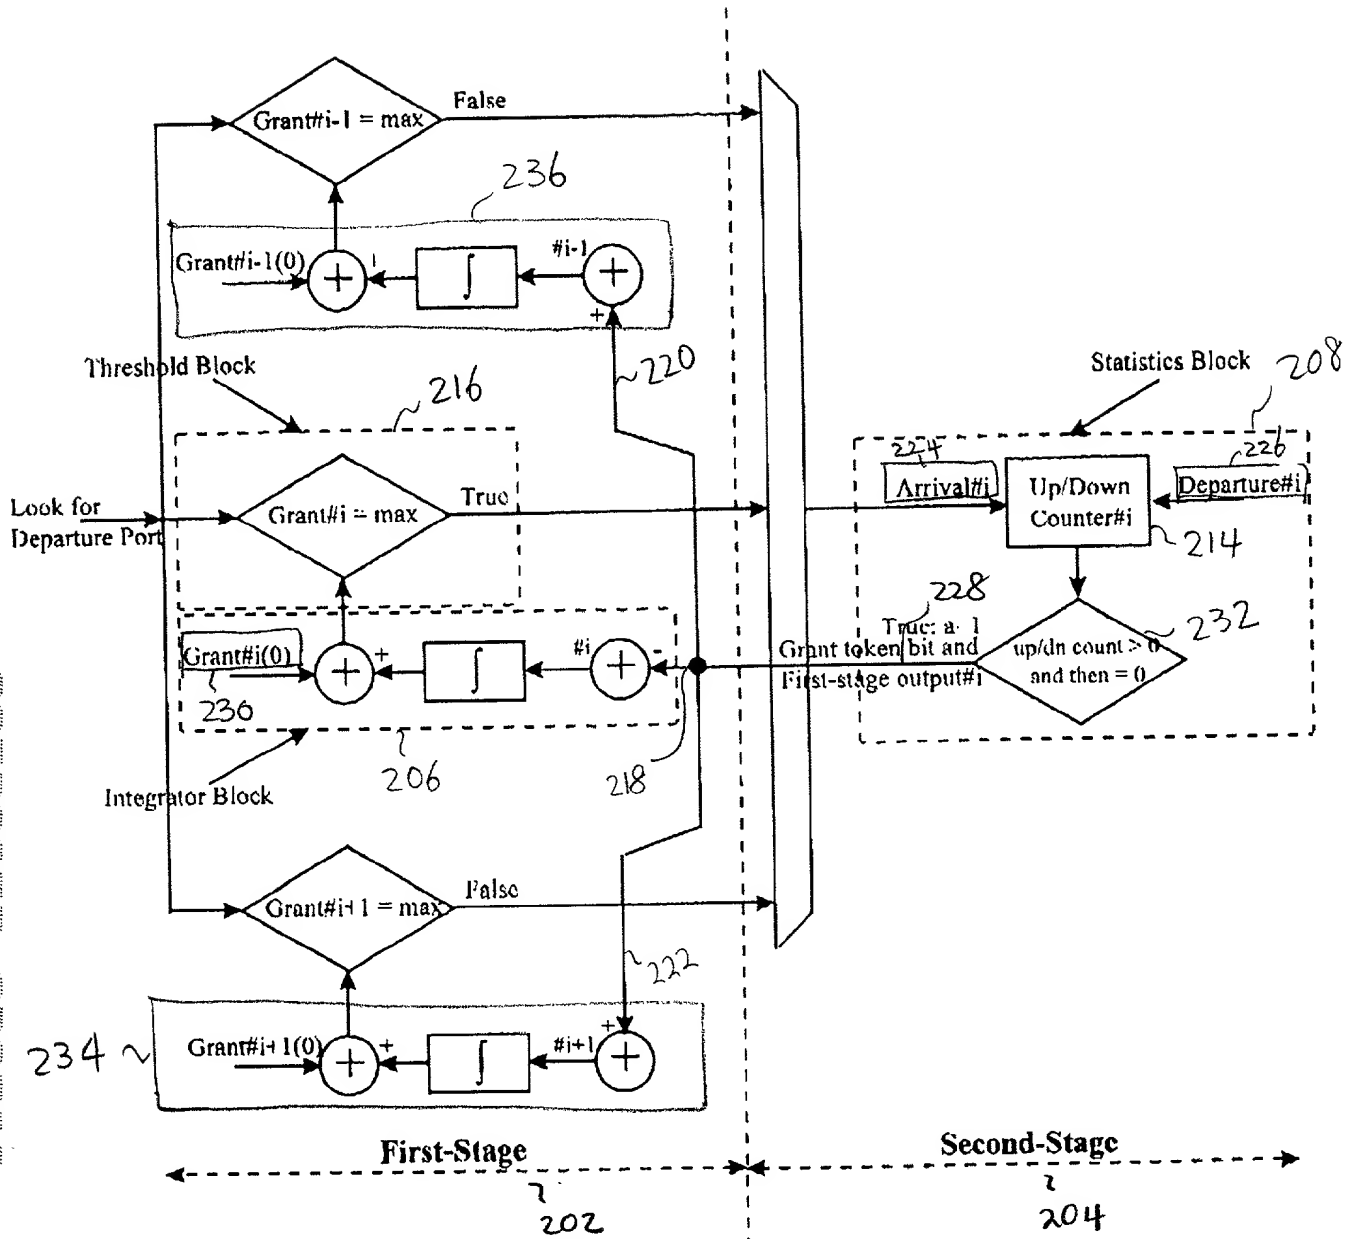 False
Grant#i-1 = max
236
Grant#i-1(0)
+
∫
#i-1
+
+
Threshold Block
216
220
Statistics Block
208
224
226
Look for
Departure Port
Grant#i = max
True
Arrival#i
Up/Down
Counter#i
Departure#i
214
228
True: a- 1
Grant token bit and
First-stage output#i
up/dn count > 0
and then = 0
232
Grant#i(0)
+
+
∫
#i
+
-
230
206
218
Integrator Block
False
Grant#i+1 = max
222
234
Grant#i+1(0)
+
+
∫
#i+1
+
+
First-Stage
Second-Stage
202
204